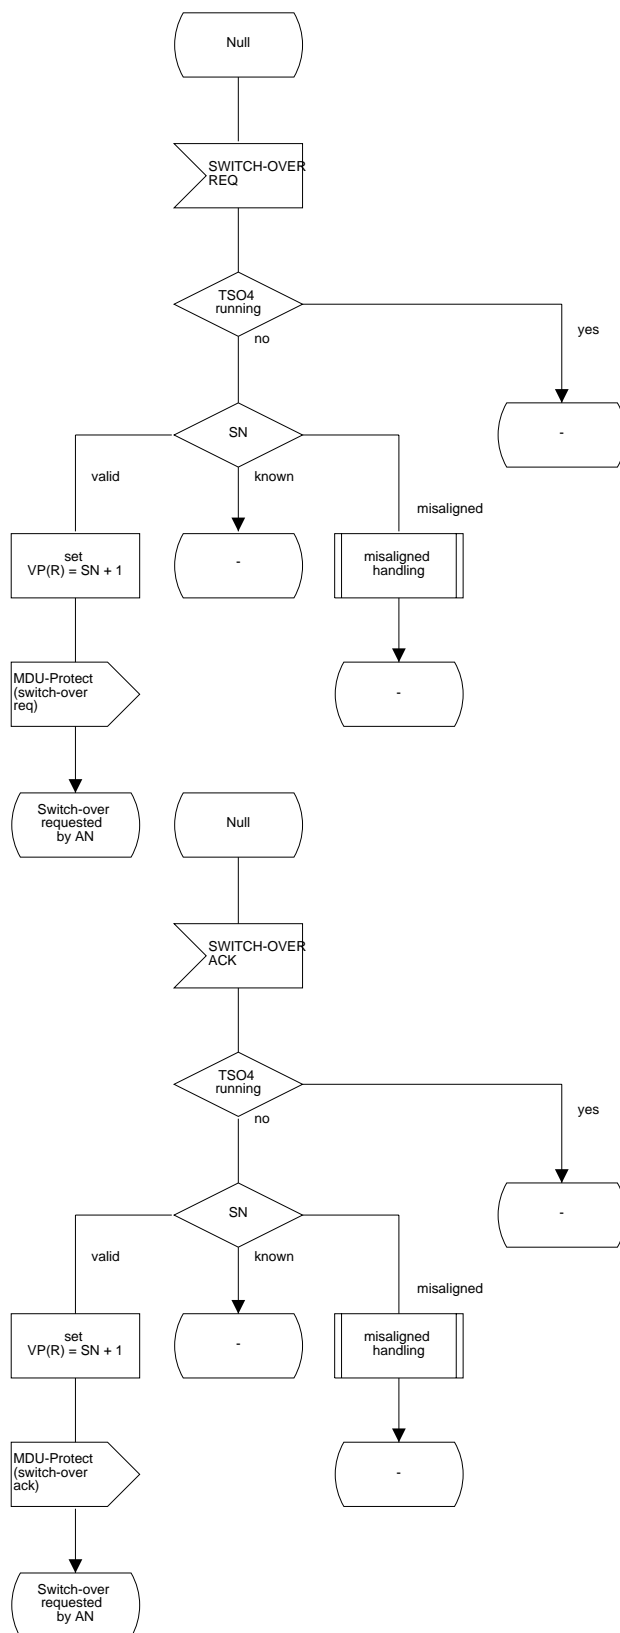 Null
SWITCH-OVER
REQ
TSO4
running
yes
no
SN
-
valid
known
misaligned
set
VP(R) = SN + 1
-
misaligned
handling
MDU-Protect
(switch-over
req)
-
Switch-over
requested
by AN
Null
SWITCH-OVER
ACK
TSO4
running
yes
no
SN
-
valid
known
misaligned
set
VP(R) = SN + 1
-
misaligned
handling
MDU-Protect
(switch-over
ack)
-
Switch-over
requested
by AN